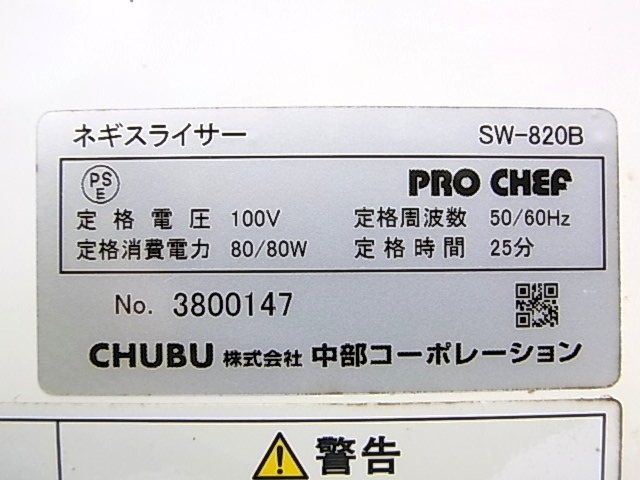 ネギスライサー SW-820B
PS E PRO CHEF
定格電圧 100V 定格周波数 50/60Hz
定格消費電力 80/80W 定格時間 25分
No. 3800147
CHUBU 株式会社 中部コーポレーション
警告